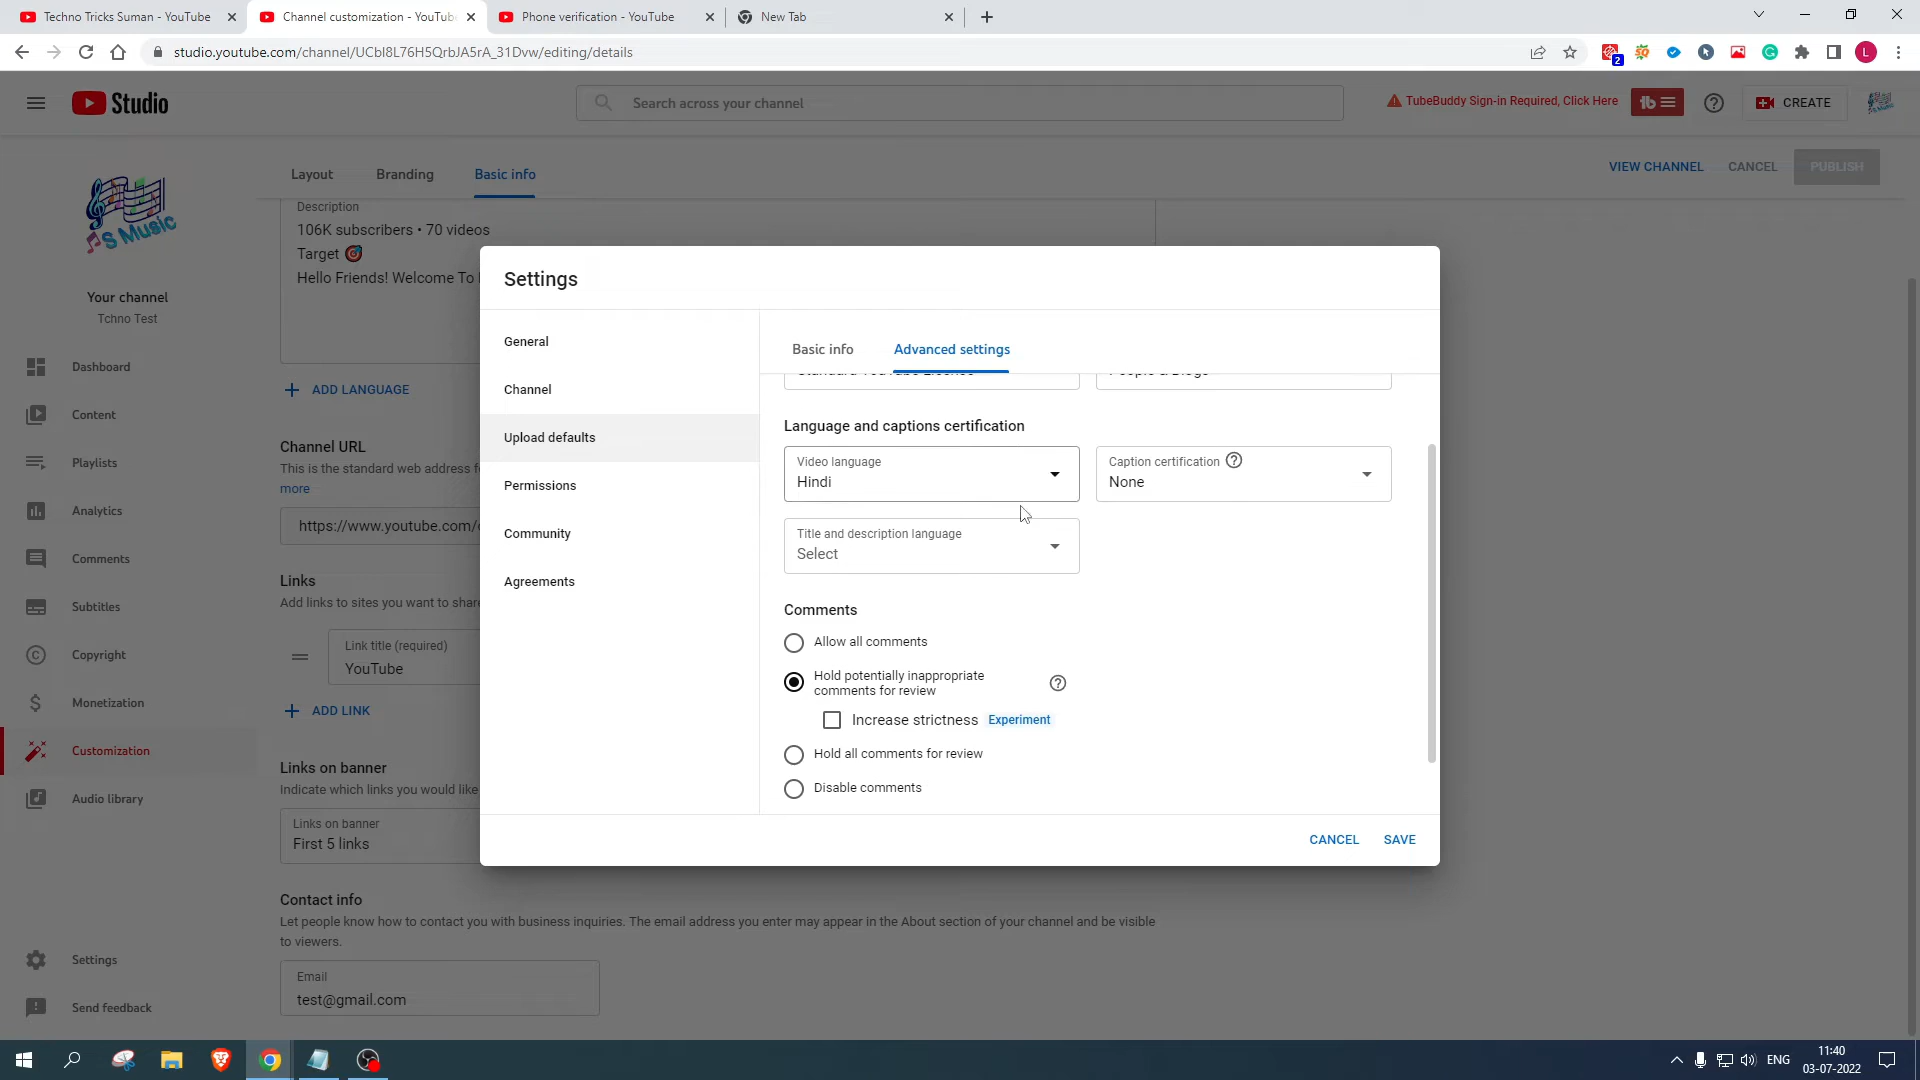 Techno Tricks Suman - YouTube
Channel customization - YouTube
Phone verification - YouTube
New Tab
studio.youtube.com/channel/UCbI8L76H5QrbJA5rA_31Dvw/editing/details
2
L
Studio
Search across your channel
TubeBuddy Sign-in Required, Click Here
tb
CREATE
Layout
Branding
Basic info
VIEW CHANNEL
CANCEL
PUBLISH
S Music
Your channel
Tchno Test
Dashboard
Content
Playlists
Analytics
Comments
Subtitles
Copyright
Monetization
Customization
Audio library
Settings
Send feedback
Description
106K subscribers • 70 videos
Target 🎯
Hello Friends! Welcome To
ADD LANGUAGE
Channel URL
This is the standard web address
more
https://www.youtube.com/
Links
Add links to sites you want to share
Link title (required)
YouTube
ADD LINK
Links on banner
Indicate which links you would like
Links on banner
First 5 links
Contact info
Let people know how to contact you with business inquiries. The email address you enter may appear in the About section of your channel and be visible
to viewers.
Email
test@gmail.com
Settings
General
Channel
Upload defaults
Permissions
Community
Agreements
Basic info
Advanced settings
Language and captions certification
Video language
Hindi
Caption certification
None
Title and description language
Select
Comments
Allow all comments
Hold potentially inappropriate
comments for review
Increase strictness Experiment
Hold all comments for review
Disable comments
CANCEL
SAVE
ENG
11:40
03-07-2022